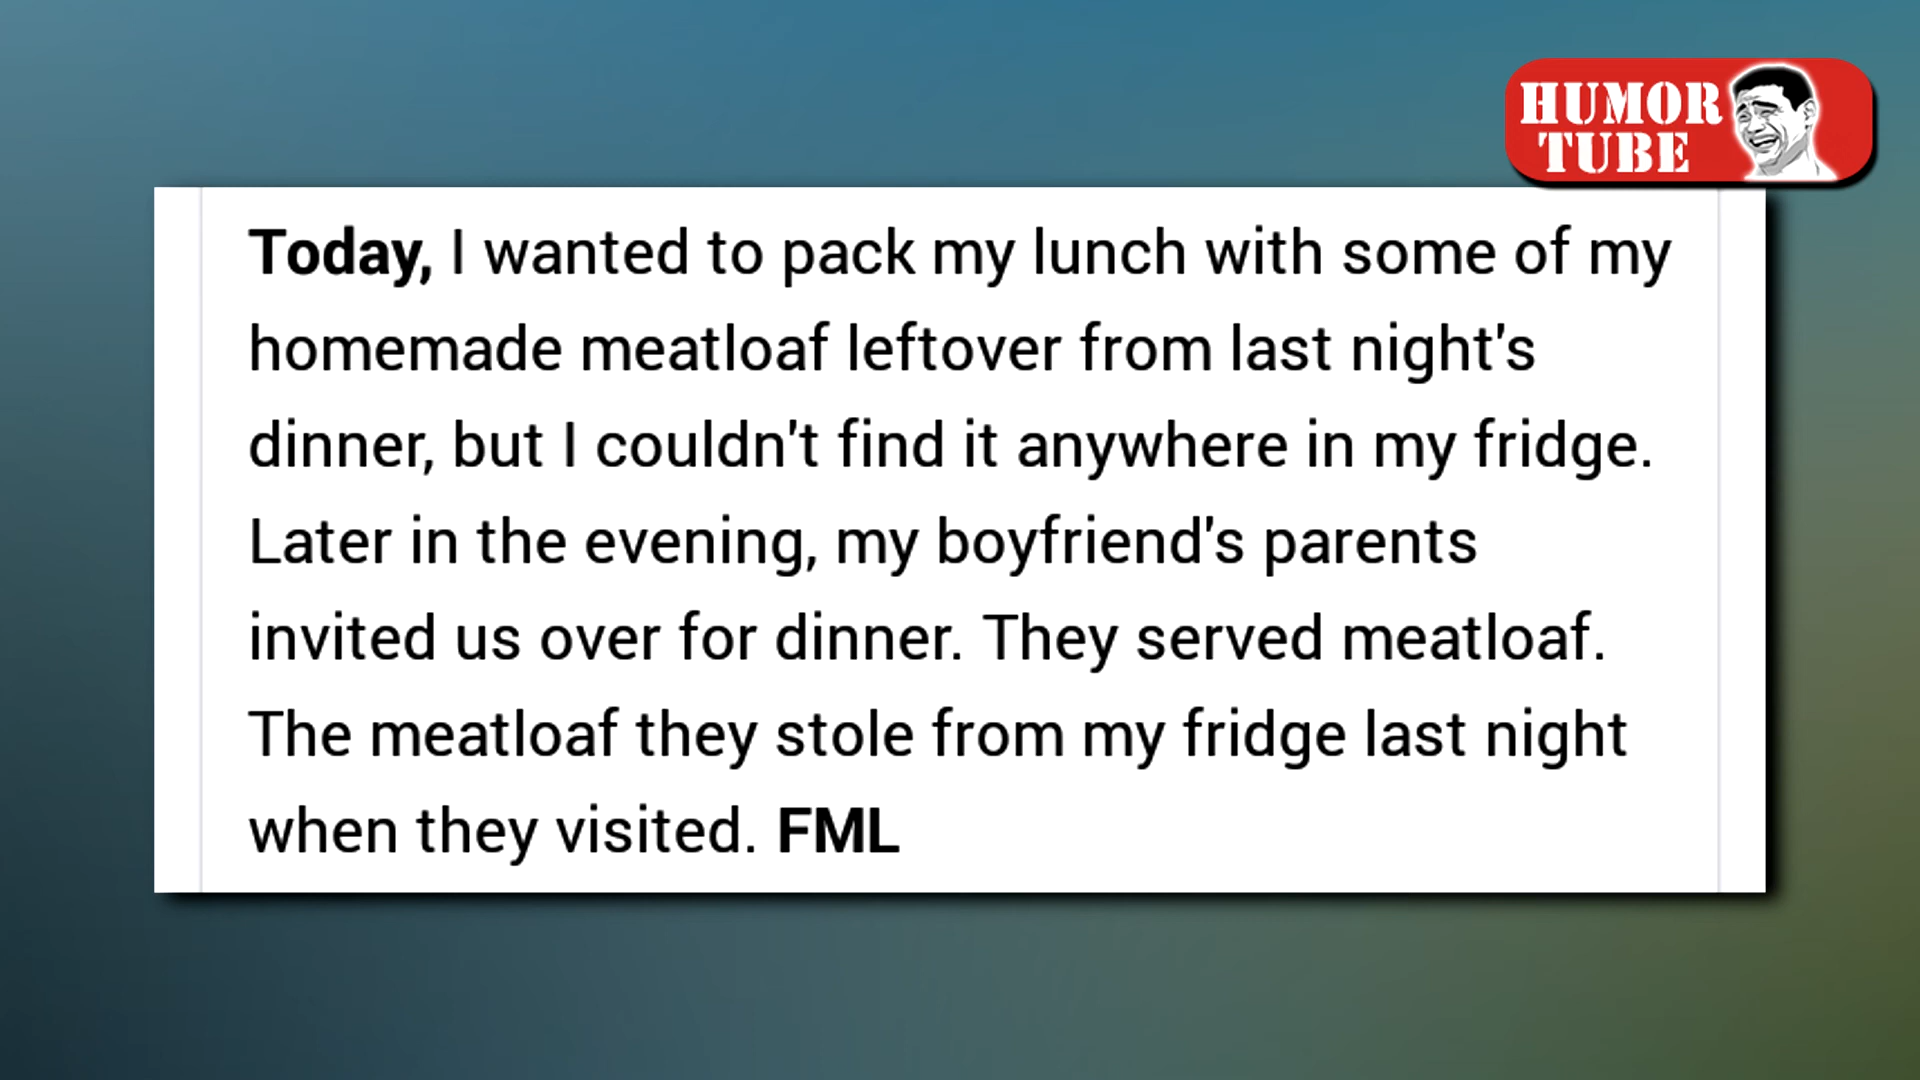 HUMOR
TUBE
Today, I wanted to pack my lunch with some of my
homemade meatloaf leftover from last night's
dinner, but I couldn't find it anywhere in my fridge.
Later in the evening, my boyfriend's parents
invited us over for dinner. They served meatloaf.
The meatloaf they stole from my fridge last night
when they visited. FML